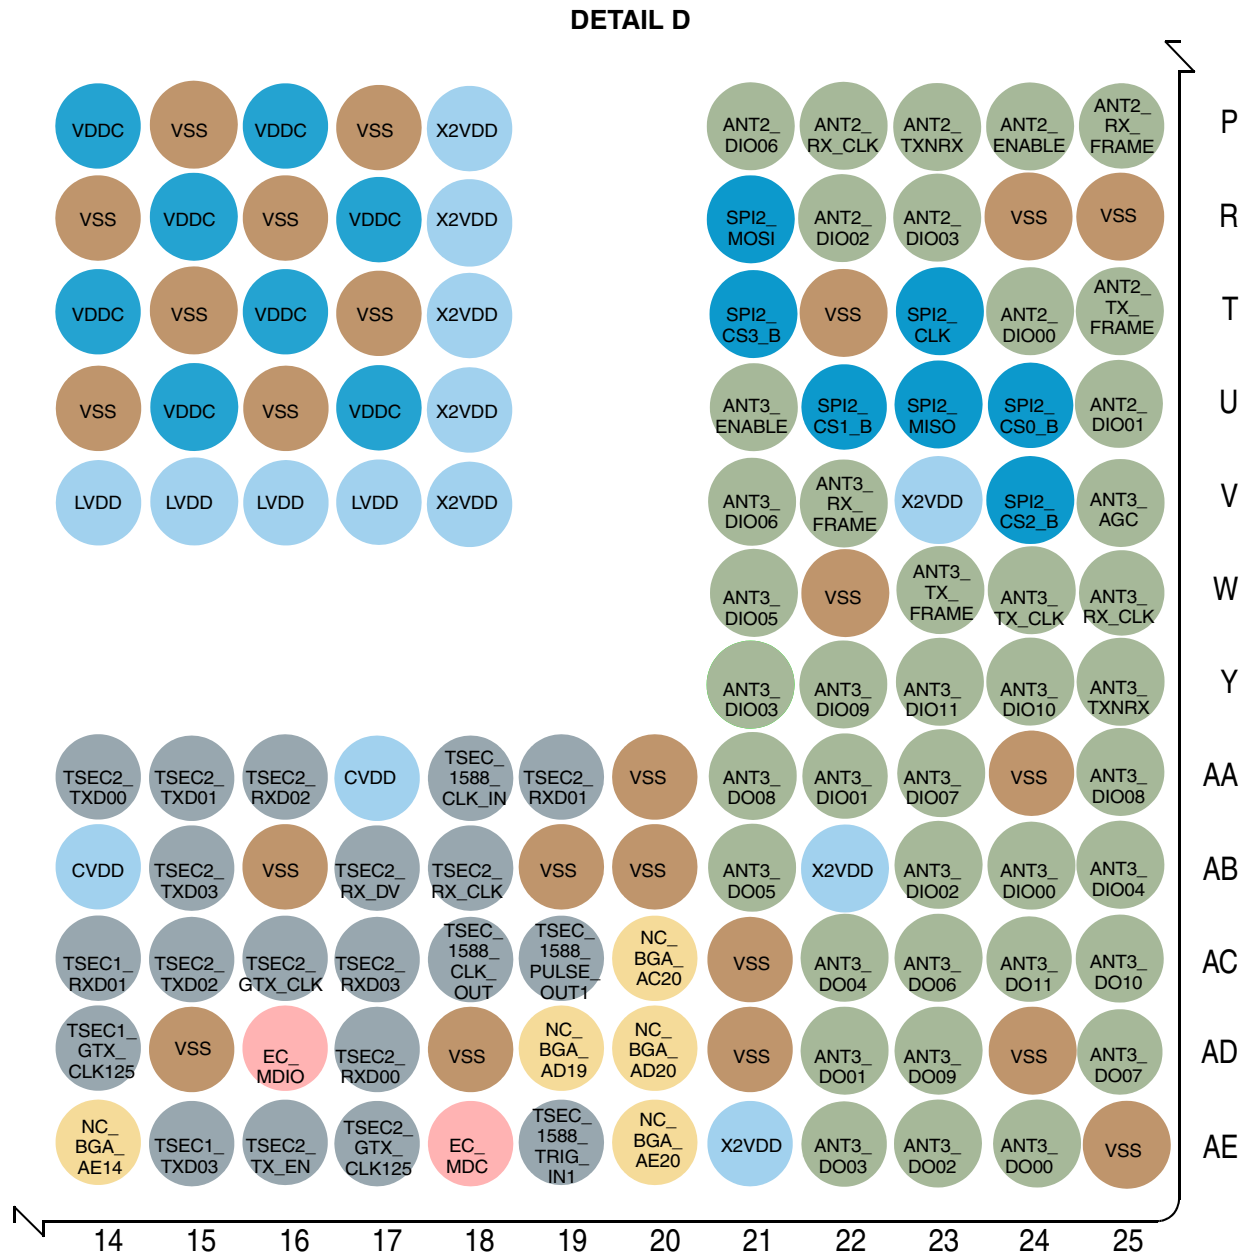 DETAIL D
VDDC VSS VDDC VSS X2VDD ANT2_ DIO06 ANT2_ RX_CLK ANT2_ TXNRX ANT2_ ENABLE ANT2_ RX_ FRAME P
VSS VDDC VSS VDDC X2VDD SPI2_ MOSI ANT2_ DIO02 ANT2_ DIO03 VSS VSS R
VDDC VSS VDDC VSS X2VDD SPI2_ CS3_B VSS SPI2_ CLK ANT2_ DIO00 ANT2_ TX_ FRAME T
VSS VDDC VSS VDDC X2VDD ANT3_ ENABLE SPI2_ CS1_B SPI2_ MISO SPI2_ CS0_B ANT2_ DIO01 U
LVDD LVDD LVDD LVDD X2VDD ANT3_ DIO06 ANT3_ RX_ FRAME X2VDD SPI2_ CS2_B ANT3_ AGC V
ANT3_ DIO05 VSS ANT3_ TX_ FRAME ANT3_ TX_CLK ANT3_ RX_CLK W
ANT3_ DIO03 ANT3_ DIO09 ANT3_ DIO11 ANT3_ DIO10 ANT3_ TXNRX Y
TSEC2_ TXD00 TSEC2_ TXD01 TSEC2_ RXD02 CVDD TSEC_ 1588_ CLK_IN TSEC2_ RXD01 VSS ANT3_ DO08 ANT3_ DIO01 ANT3_ DIO07 VSS ANT3_ DIO08 AA
CVDD TSEC2_ TXD03 VSS TSEC2_ RX_DV TSEC2_ RX_CLK VSS VSS ANT3_ DO05 X2VDD ANT3_ DIO02 ANT3_ DIO00 ANT3_ DIO04 AB
TSEC1_ RXD01 TSEC2_ TXD02 TSEC2_ GTX_CLK TSEC2_ RXD03 TSEC_ 1588_ CLK_ OUT TSEC_ 1588_ PULSE_ OUT1 NC_ BGA_ AC20 VSS ANT3_ DO04 ANT3_ DO06 ANT3_ DO11 ANT3_ DO10 AC
TSEC1_ GTX_ CLK125 VSS EC_ MDIO TSEC2_ RXD00 VSS NC_ BGA_ AD19 NC_ BGA_ AD20 VSS ANT3_ DO01 ANT3_ DO09 VSS ANT3_ DO07 AD
NC_ BGA_ AE14 TSEC1_ TXD03 TSEC2_ TX_EN TSEC2_ GTX_ CLK125 EC_ MDC TSEC_ 1588_ TRIG_ IN1 NC_ BGA_ AE20 X2VDD ANT3_ DO03 ANT3_ DO02 ANT3_ DO00 VSS AE
14 15 16 17 18 19 20 21 22 23 24 25